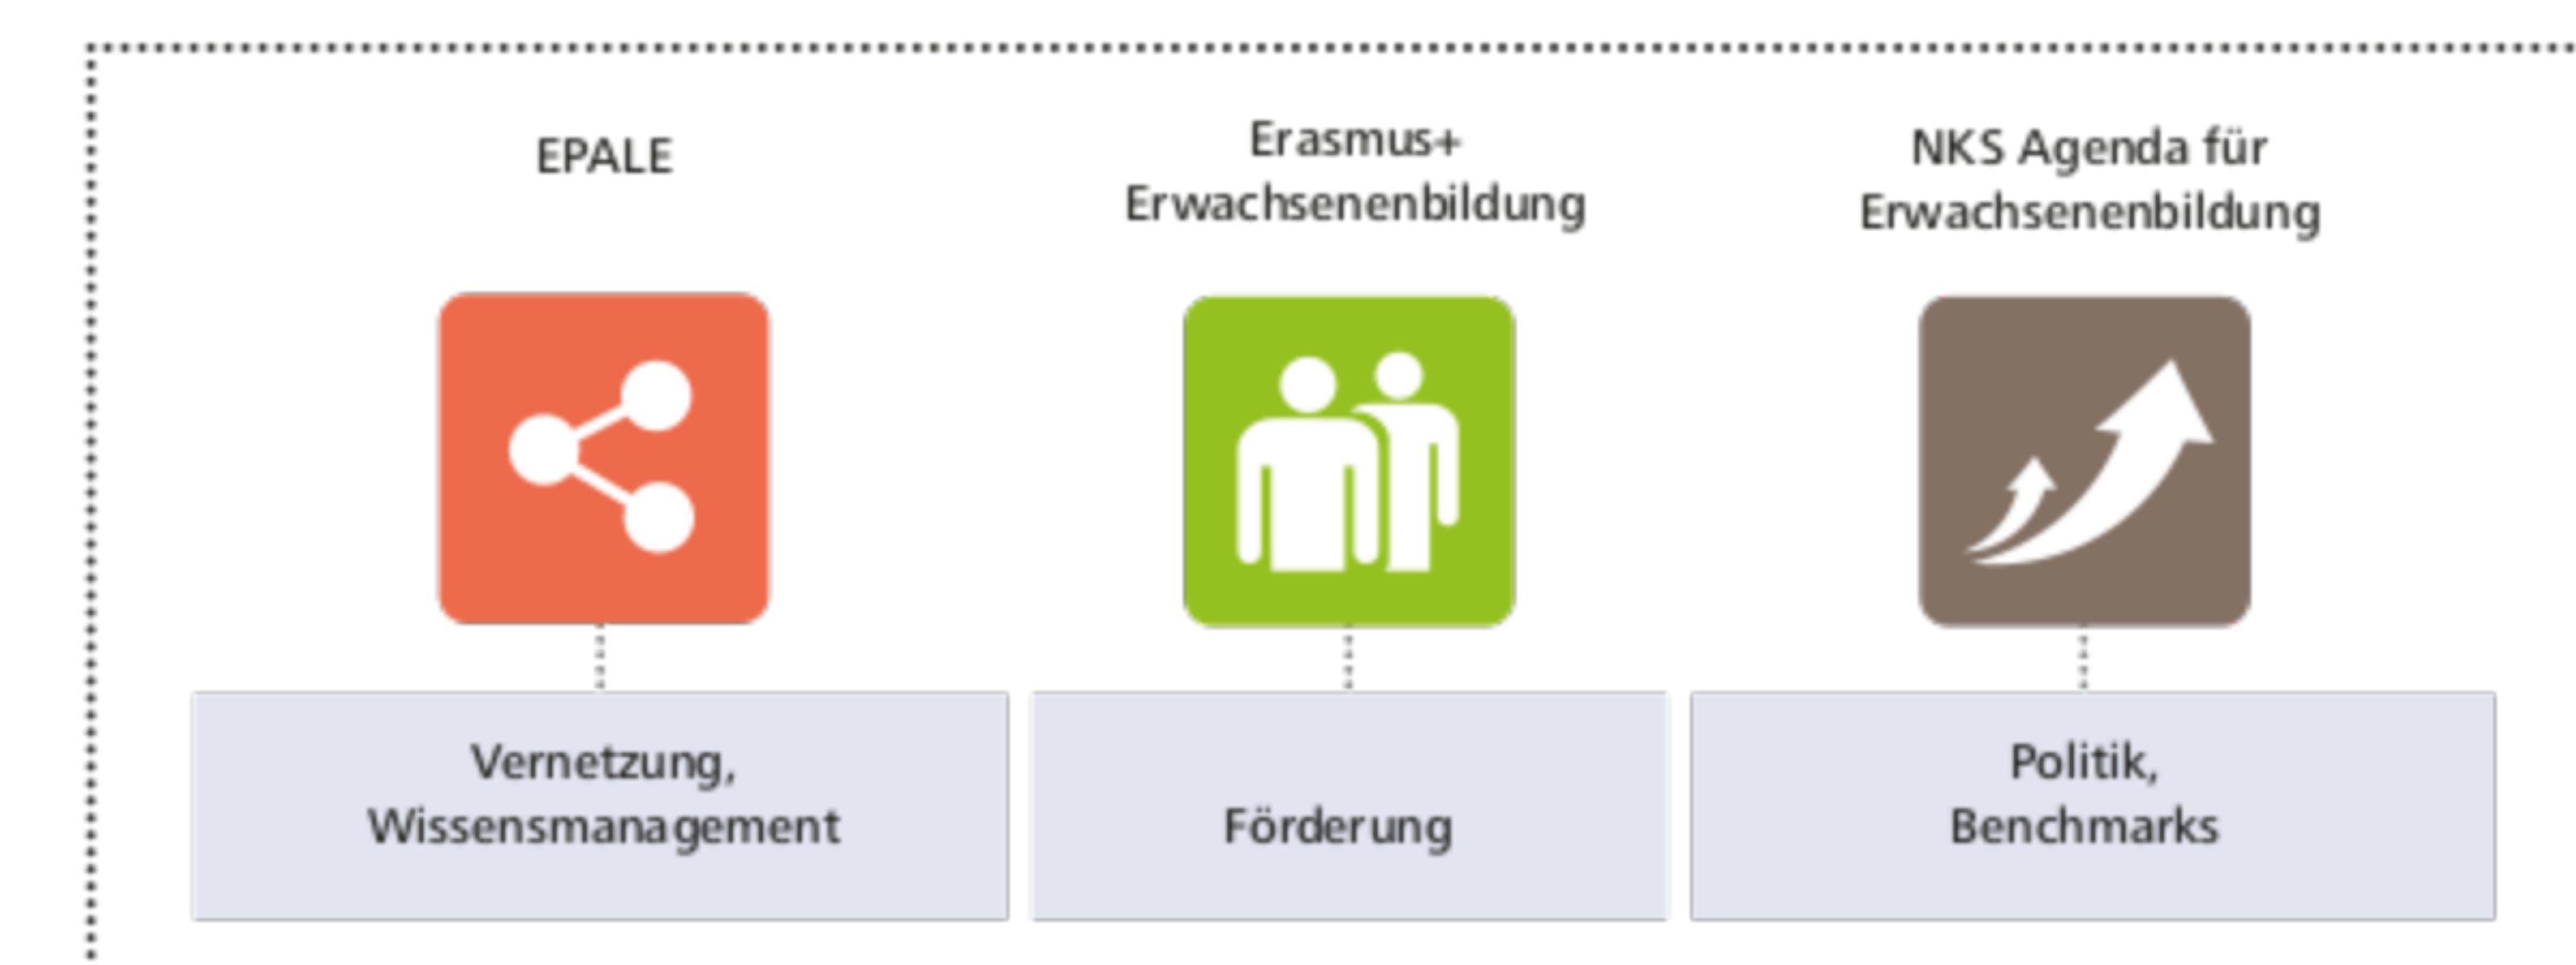 EPALE
Erasmus+
Erwachsenenbildung
NKS Agenda für
Erwachsenenbildung
Vernetzung,
Wissensmanagement
Förderung
Politik,
Benchmarks